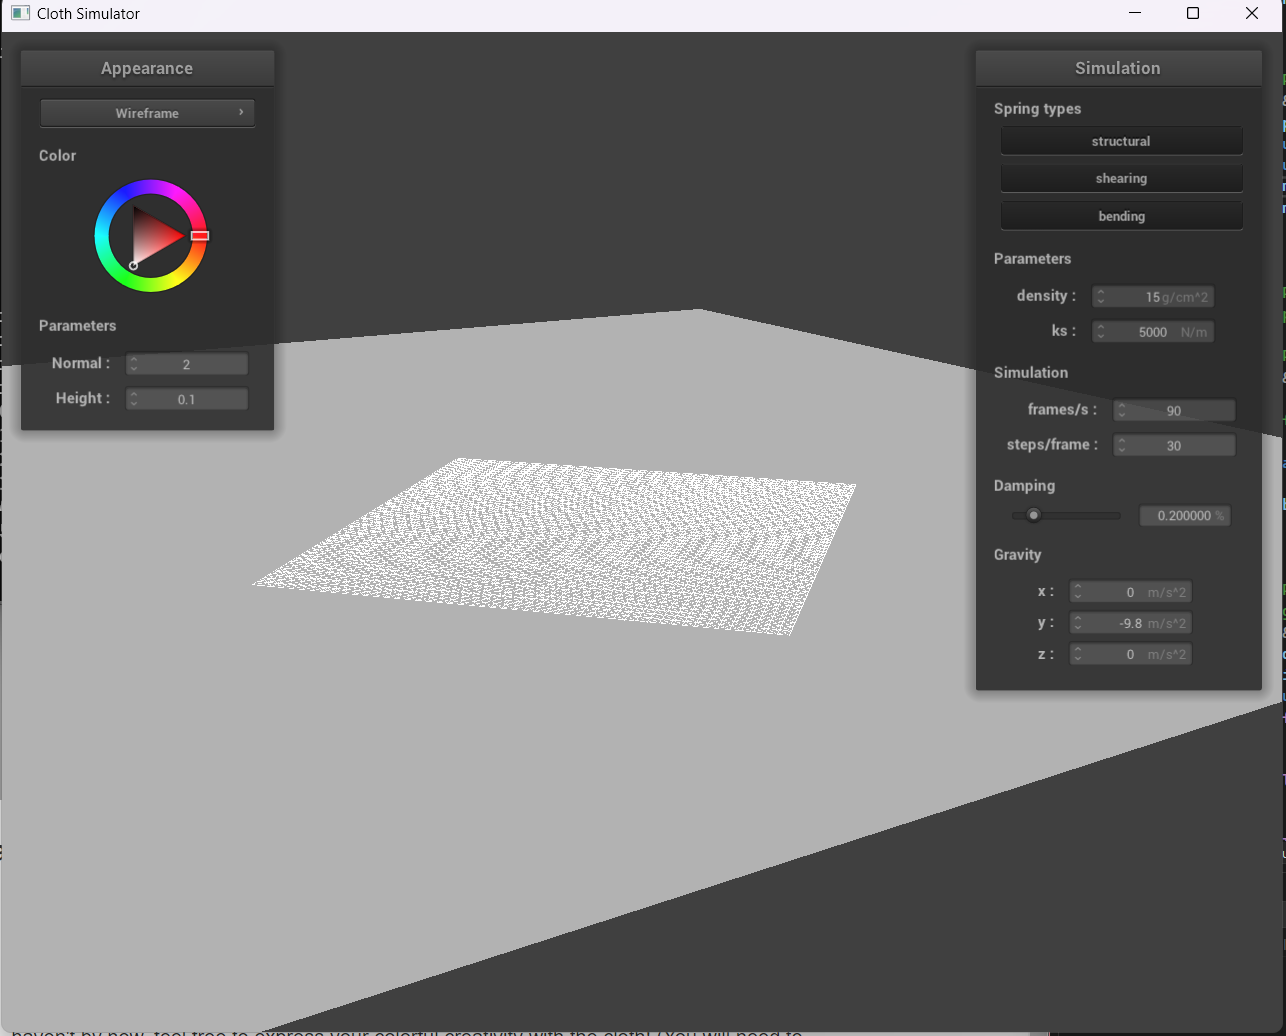 Cloth Simulator
Appearance
Wireframe
Color
Parameters
Normal : 2
Height : 0.1
Simulation
Spring types
structural
shearing
bending
Parameters
density : 15 g/cm^2
ks : 5000 N/m
Simulation
frames/s : 90
steps/frame : 30
Damping
0.200000 %
Gravity
x : 0 m/s^2
y : -9.8 m/s^2
z : 0 m/s^2